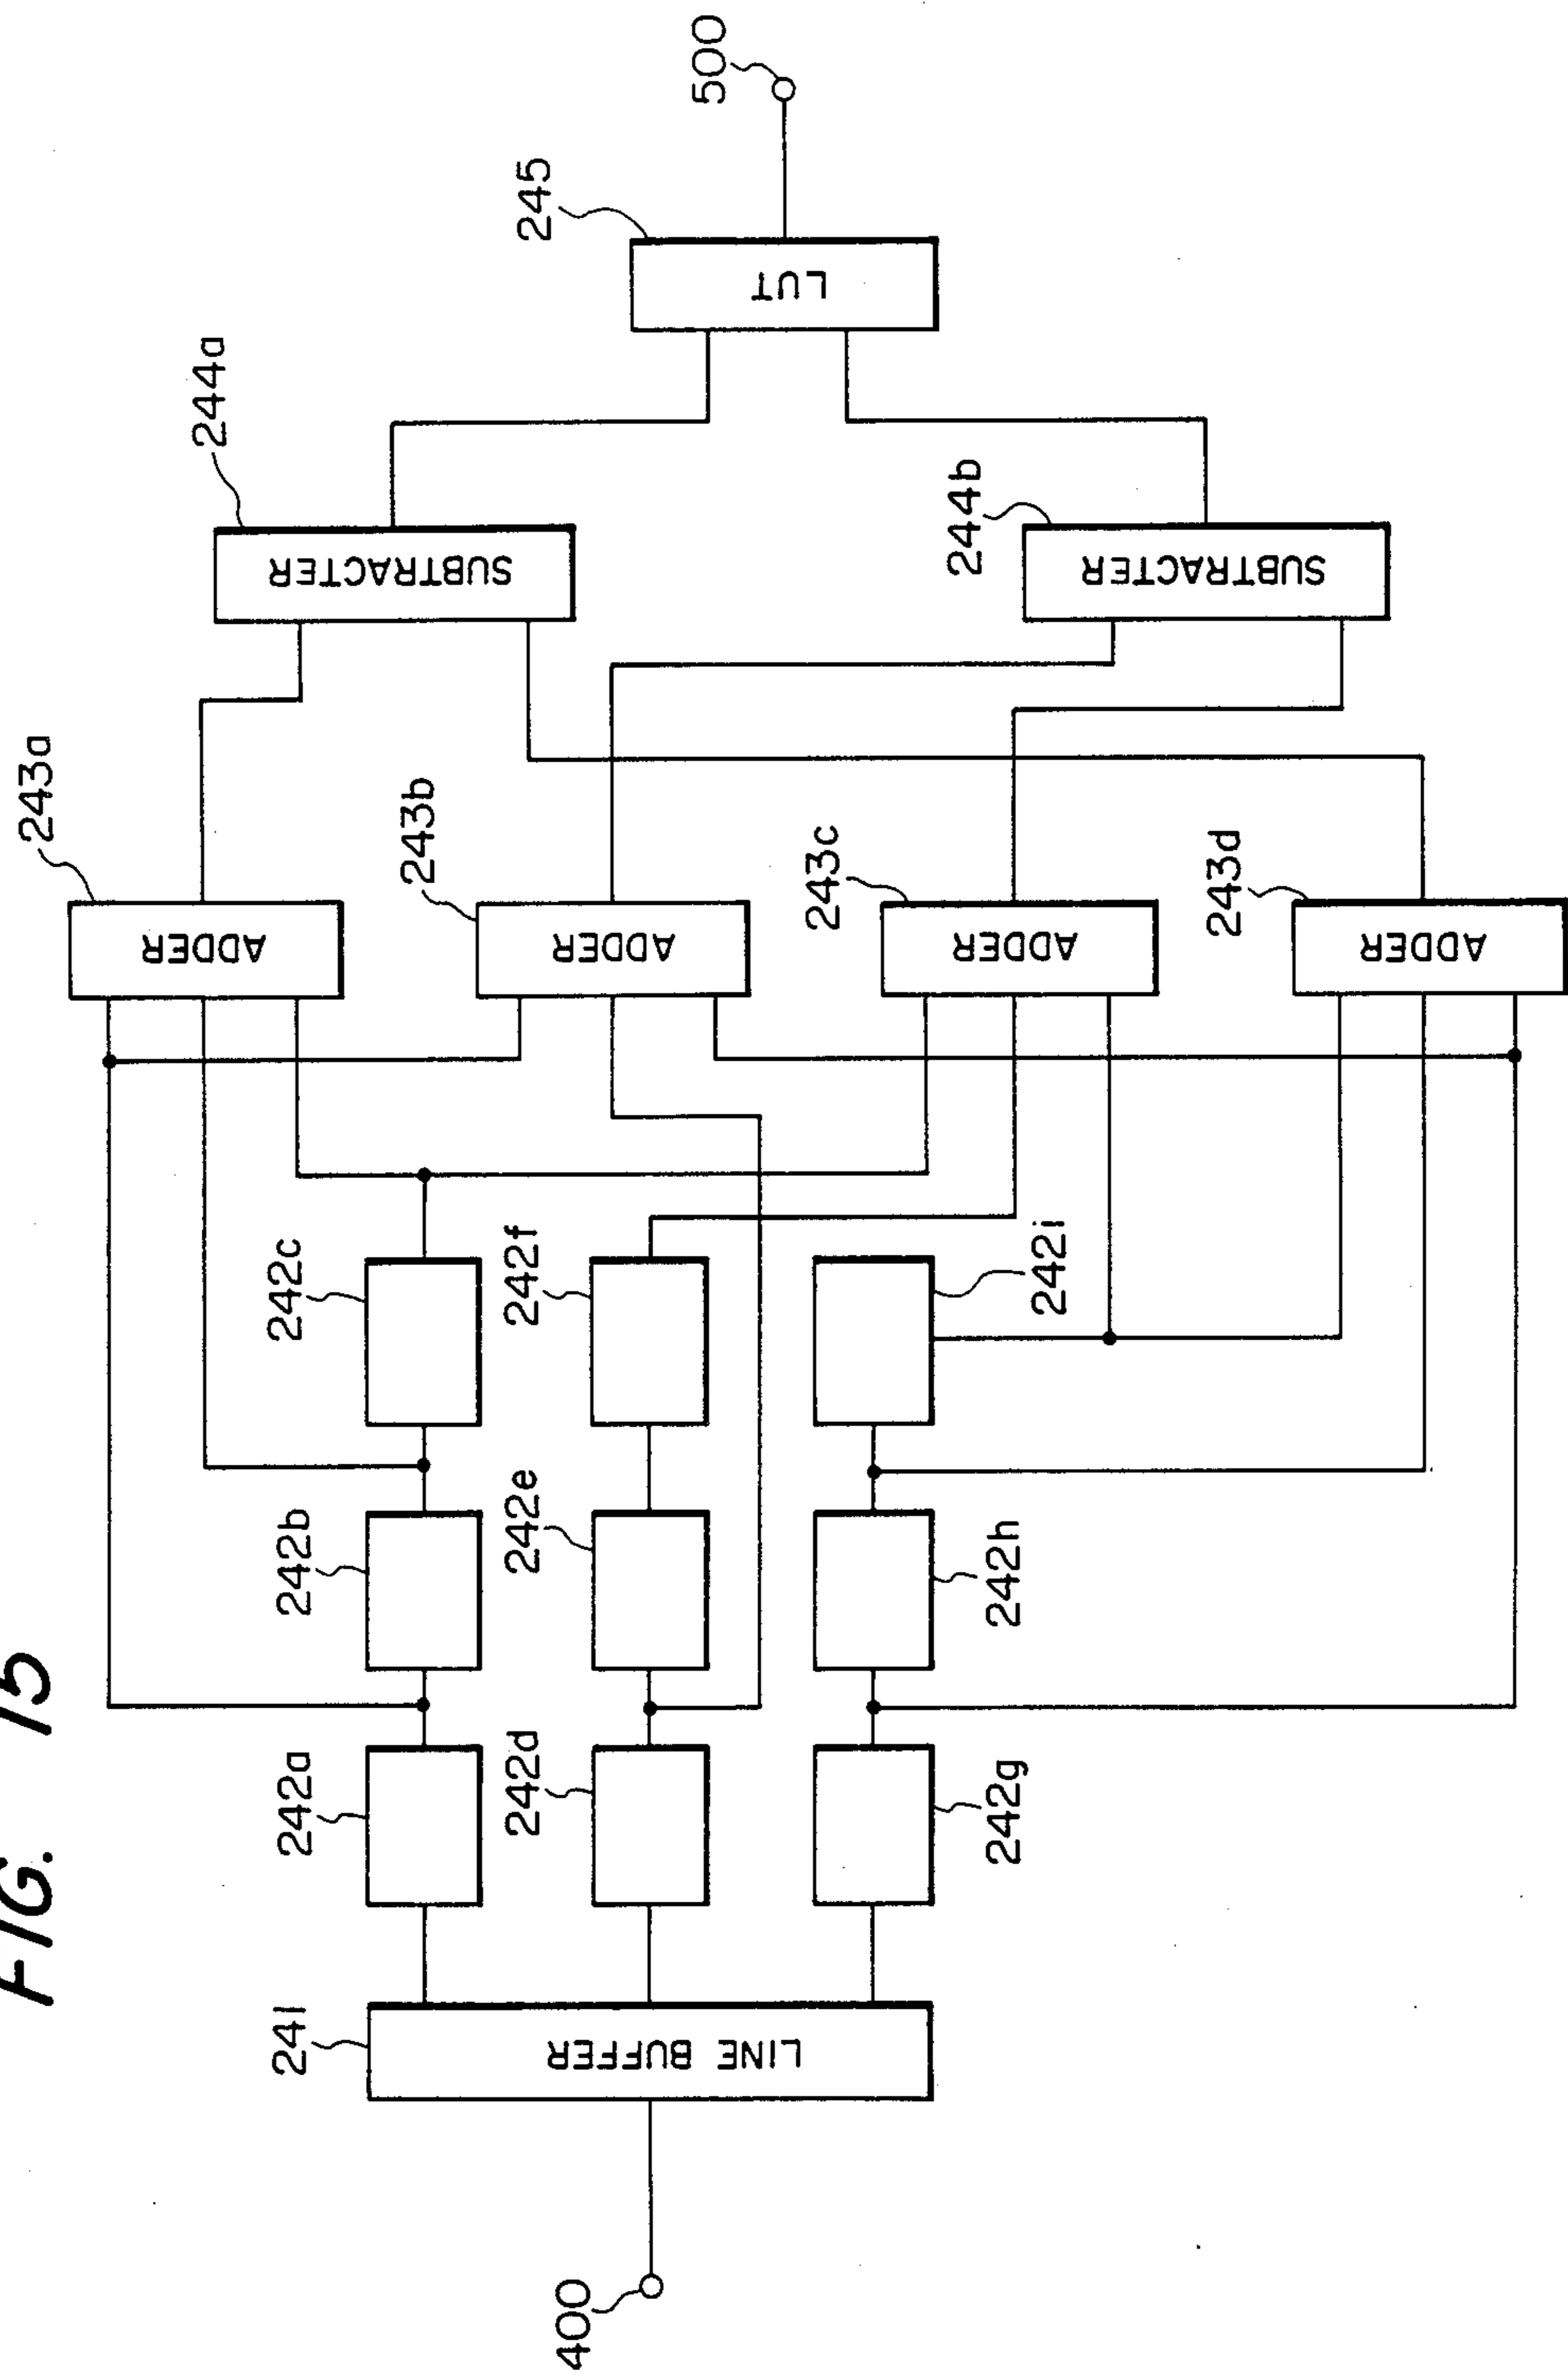 FIG. 15
400
241
LINE BUFFER
242a
242b
242c
242d
242e
242f
242g
242h
242i
243a
ADDER
243b
ADDER
243c
ADDER
243d
ADDER
244a
SUBTRACTER
244b
SUBTRACTER
245
LUT
500